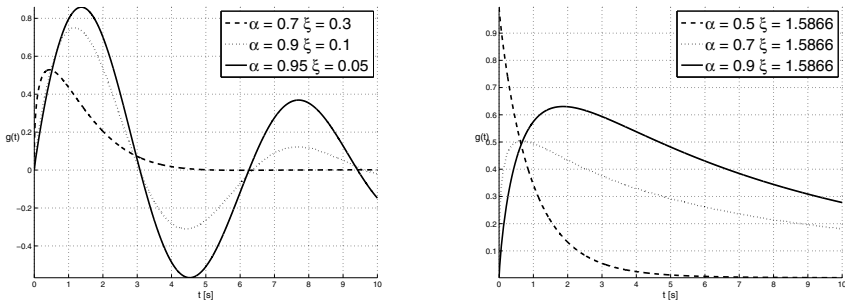 α = 0.7 ξ = 0.3
α = 0.9 ξ = 0.1
α = 0.95 ξ = 0.05
0.8
0.6
0.4
0.2
0
−0.2
−0.4
g(t)
0 1 2 3 4 5 6 7 8 9 10
t [s]
α = 0.5 ξ = 1.5866
α = 0.7 ξ = 1.5866
α = 0.9 ξ = 1.5866
0.9
0.8
0.7
0.6
0.5
0.4
0.3
0.2
0.1
g(t)
0 1 2 3 4 5 6 7 8 9 10
t [s]